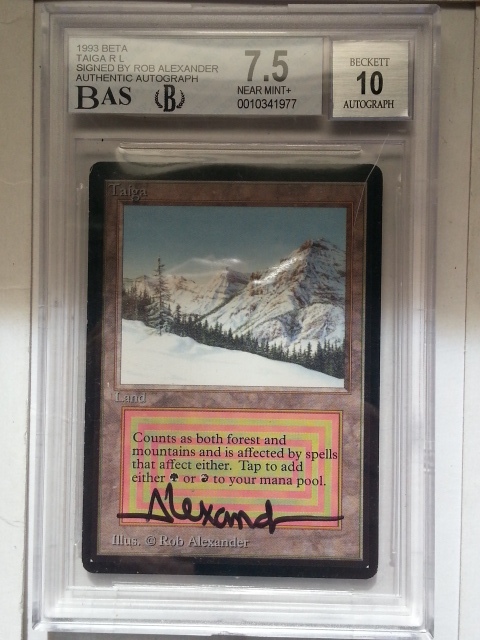 1993 BETA
TAIGA R L
SIGNED BY ROB ALEXANDER
AUTHENTIC AUTOGRAPH
BAS B
7.5
NEAR MINT+
0010341977
BECKETT
10
AUTOGRAPH
Taiga
Land
Counts as both forest and
mountains and is affected by spells
that affect either. Tap to add
either or to your mana pool.
Alexand
Illus. © Rob Alexander